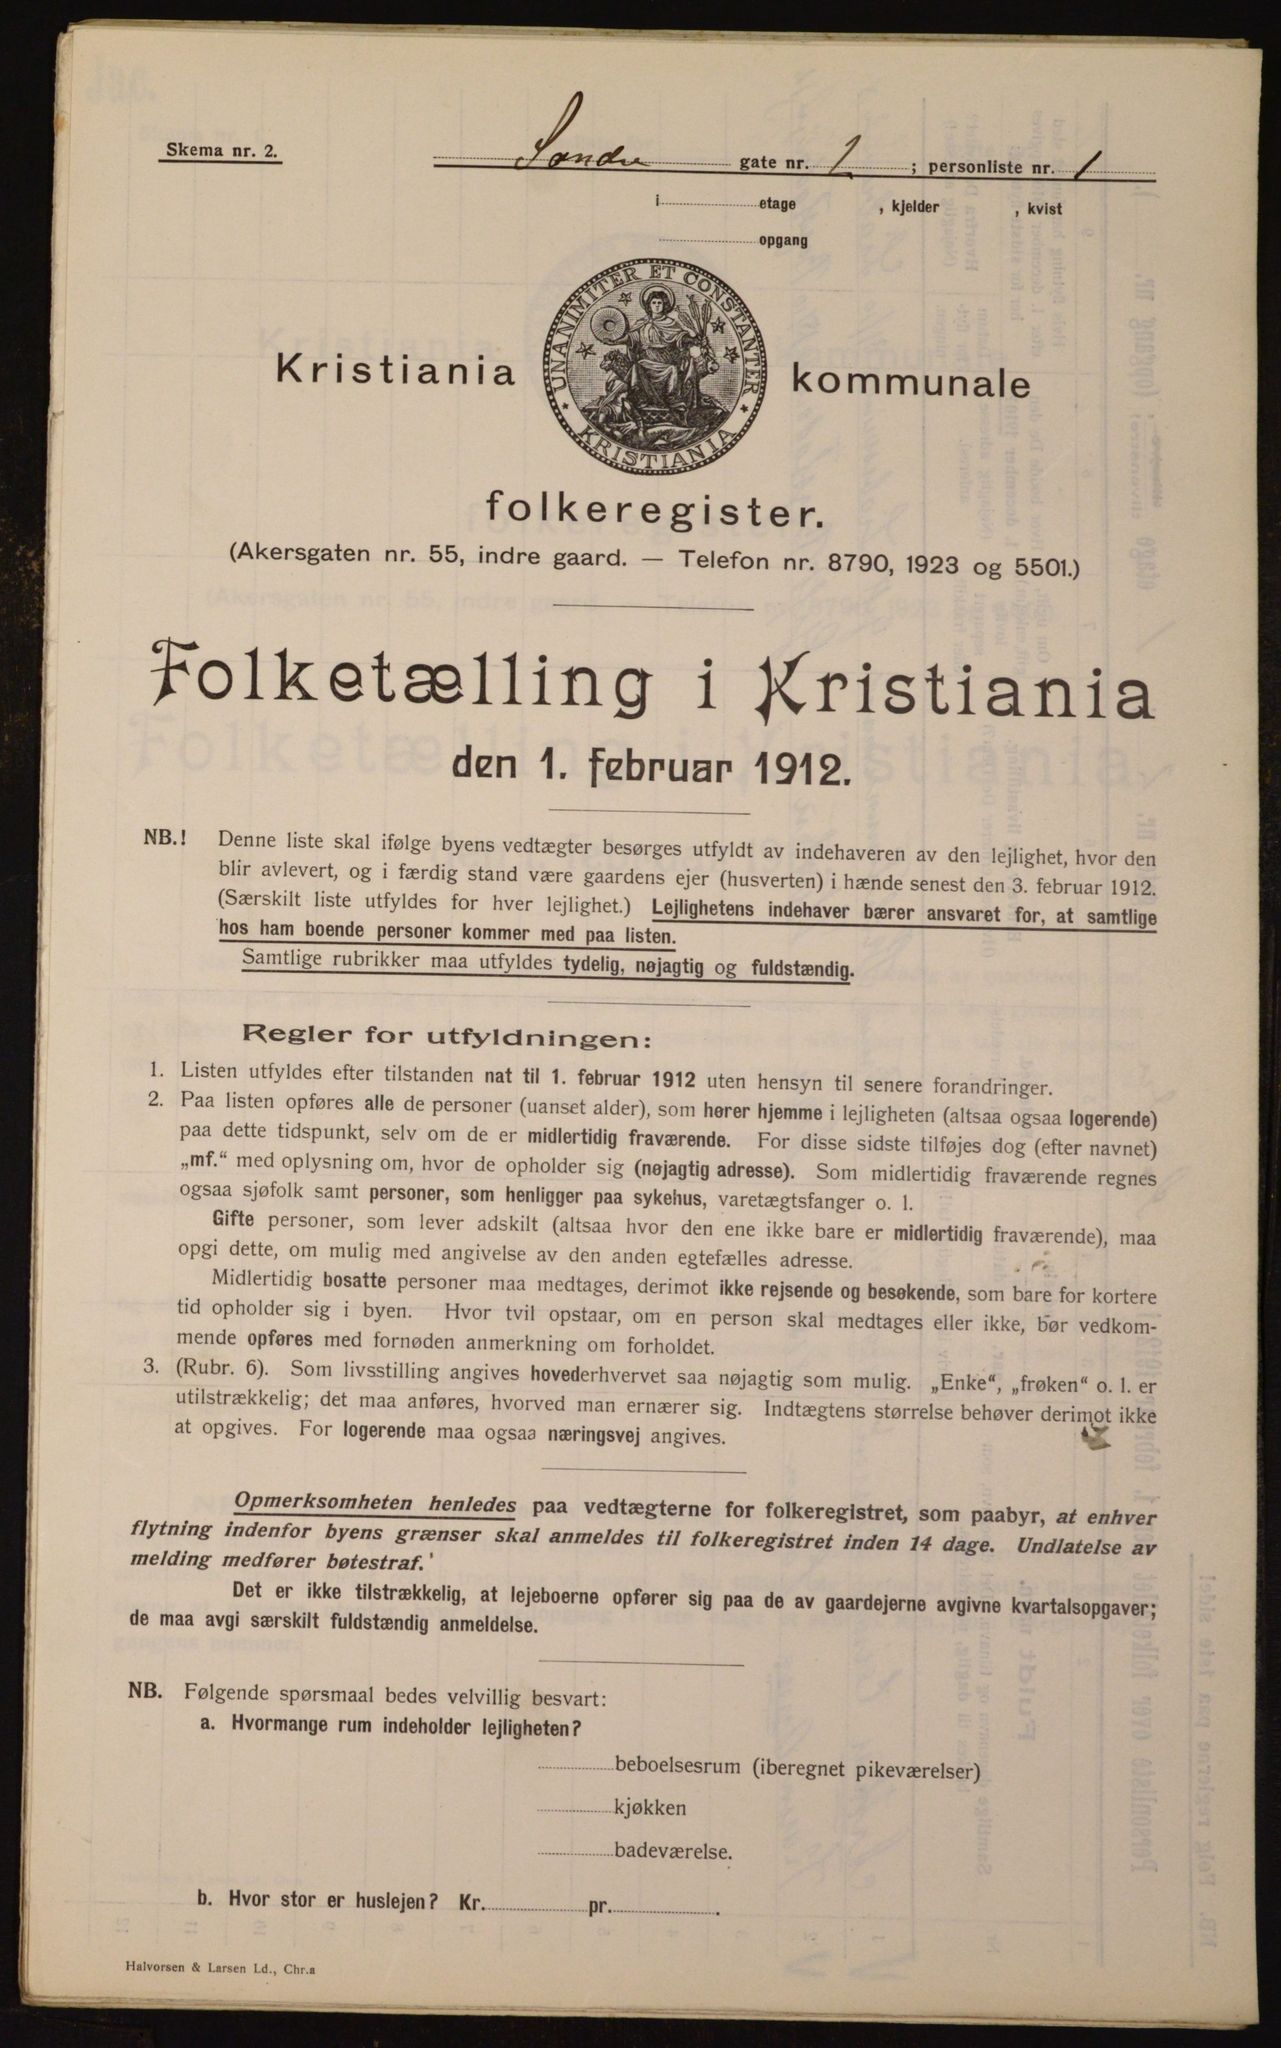 Skema nr. 2.
Søndre gate nr. 1 ; personliste nr. 1
i etage , kjelder , kvist
opgang
UNANIMITER ET CONSTANTER
KRISTIANIA
Kristiania kommunale
folkeregister.
(Akersgaten nr. 55, indre gaard. — Telefon nr. 8790, 1923 og 5501.)
Folketælling i Kristiania
den 1. februar 1912.
NB.! Denne liste skal ifølge byens vedtægter besørges utfyldt av indehaveren av den lejlighet, hvor den
blir avlevert, og i færdig stand være gaardens ejer (husverten) i hænde senest den 3. februar 1912.
(Særskilt liste utfyldes for hver lejlighet.) Lejlighetens indehaver bærer ansvaret for, at samtlige
hos ham boende personer kommer med paa listen.
Samtlige rubrikker maa utfyldes tydelig, nøjagtig og fuldstændig.
Regler for utfyldningen:
1. Listen utfyldes efter tilstanden nat til 1. februar 1912 uten hensyn til senere forandringer.
2. Paa listen opføres alle de personer (uanset alder), som hører hjemme i lejligheten (altsaa ogsaa logerende)
paa dette tidspunkt, selv om de er midlertidig fraværende. For disse sidste tilføjes dog (efter navnet)
„mf.“ med oplysning om, hvor de opholder sig (nøjagtig adresse). Som midlertidig fraværende regnes
ogsaa sjøfolk samt personer, som henligger paa sykehus, varetægtsfanger o. l.
Gifte personer, som lever adskilt (altsaa hvor den ene ikke bare er midlertidig fraværende), maa
opgi dette, om mulig med angivelse av den anden egtefælles adresse.
Midlertidig bosatte personer maa medtages, derimot ikke rejsende og besøkende, som bare for kortere
tid opholder sig i byen. Hvor tvil opstaar, om en person skal medtages eller ikke, bør vedkom-
mende opføres med fornøden anmerkning om forholdet.
3. (Rubr. 6). Som livsstilling angives hovederhvervet saa nøjagtig som mulig. „Enke“, „frøken“ o. l. er
utilstrækkelig; det maa anføres, hvorved man ernærer sig. Indtægtens størrelse behøver derimot ikke
at opgives. For logerende maa ogsaa næringsvej angives.
Opmerksomheten henledes paa vedtægterne for folkeregistret, som paabyr, at enhver
flytning indenfor byens grænser skal anmeldes til folkeregistret inden 14 dage. Undlatelse av
melding medfører bøtestraf.
Det er ikke tilstrækkelig, at lejeboerne opfører sig paa de av gaardejerne avgivne kvartalsopgaver;
de maa avgi særskilt fuldstændig anmeldelse.
NB. Følgende spørsmaal bedes velvillig besvart:
a. Hvormange rum indeholder lejligheten?
beboelsesrum (iberegnet pikeværelser)
kjøkken
badeværelse.
b. Hvor stor er huslejen? Kr. pr. .
Halvorsen & Larsen Ld., Chr.a